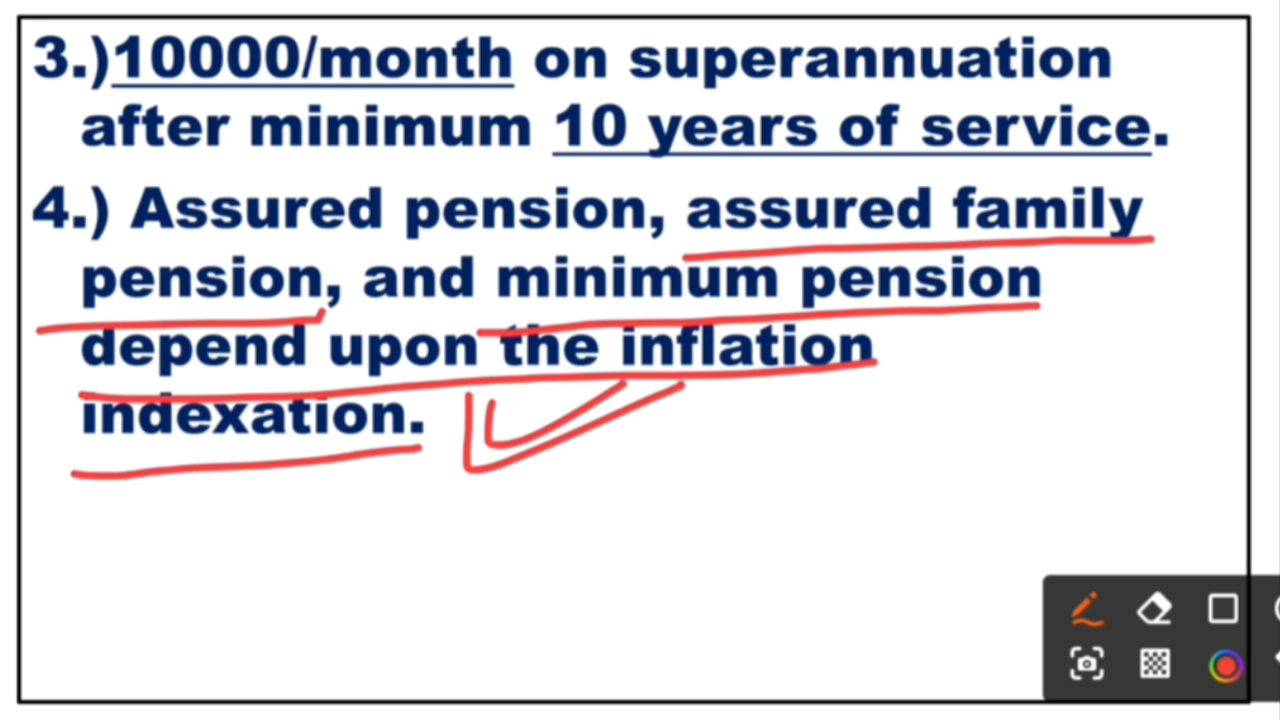 3.)10000/month on superannuation
after minimum 10 years of service.
4.) Assured pension, assured family
pension, and minimum pension
depend upon the inflation
indexation.